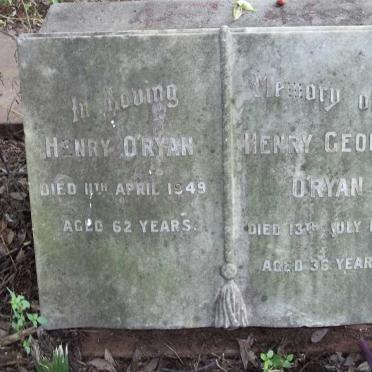 In Loving
HENRY O'RYAN
DIED 11TH APRIL 1949
AGED 62 YEARS.
Memory o
HENRY GEO
O'RYAN
DIED 13TH JULY
AGED 36 YEAR